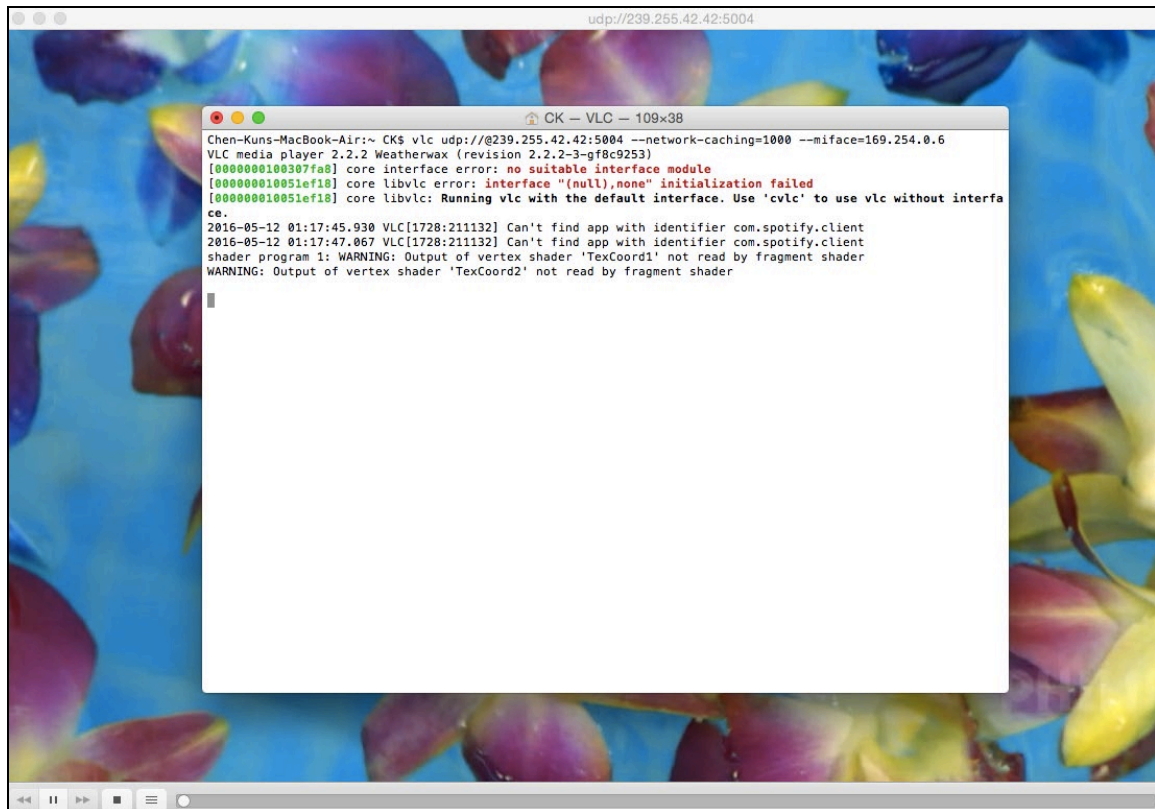 udp://239.255.42.42:5004
CK — VLC — 109×38
Chen-Kuns-MacBook-Air:~ CK$ vlc udp://@239.255.42.42:5004 --network-caching=1000 --miface=169.254.0.6
VLC media player 2.2.2 Weatherwax (revision 2.2.2-3-gf8c9253)
[0000000100307fa8] core interface error: no suitable interface module
[000000010051ef18] core libvlc error: interface "(null),none" initialization failed
[000000010051ef18] core libvlc: Running vlc with the default interface. Use 'cvlc' to use vlc without interfa
ce.
2016-05-12 01:17:45.930 VLC[1728:211132] Can't find app with identifier com.spotify.client
2016-05-12 01:17:47.067 VLC[1728:211132] Can't find app with identifier com.spotify.client
shader program 1: WARNING: Output of vertex shader 'TexCoord1' not read by fragment shader
WARNING: Output of vertex shader 'TexCoord2' not read by fragment shader